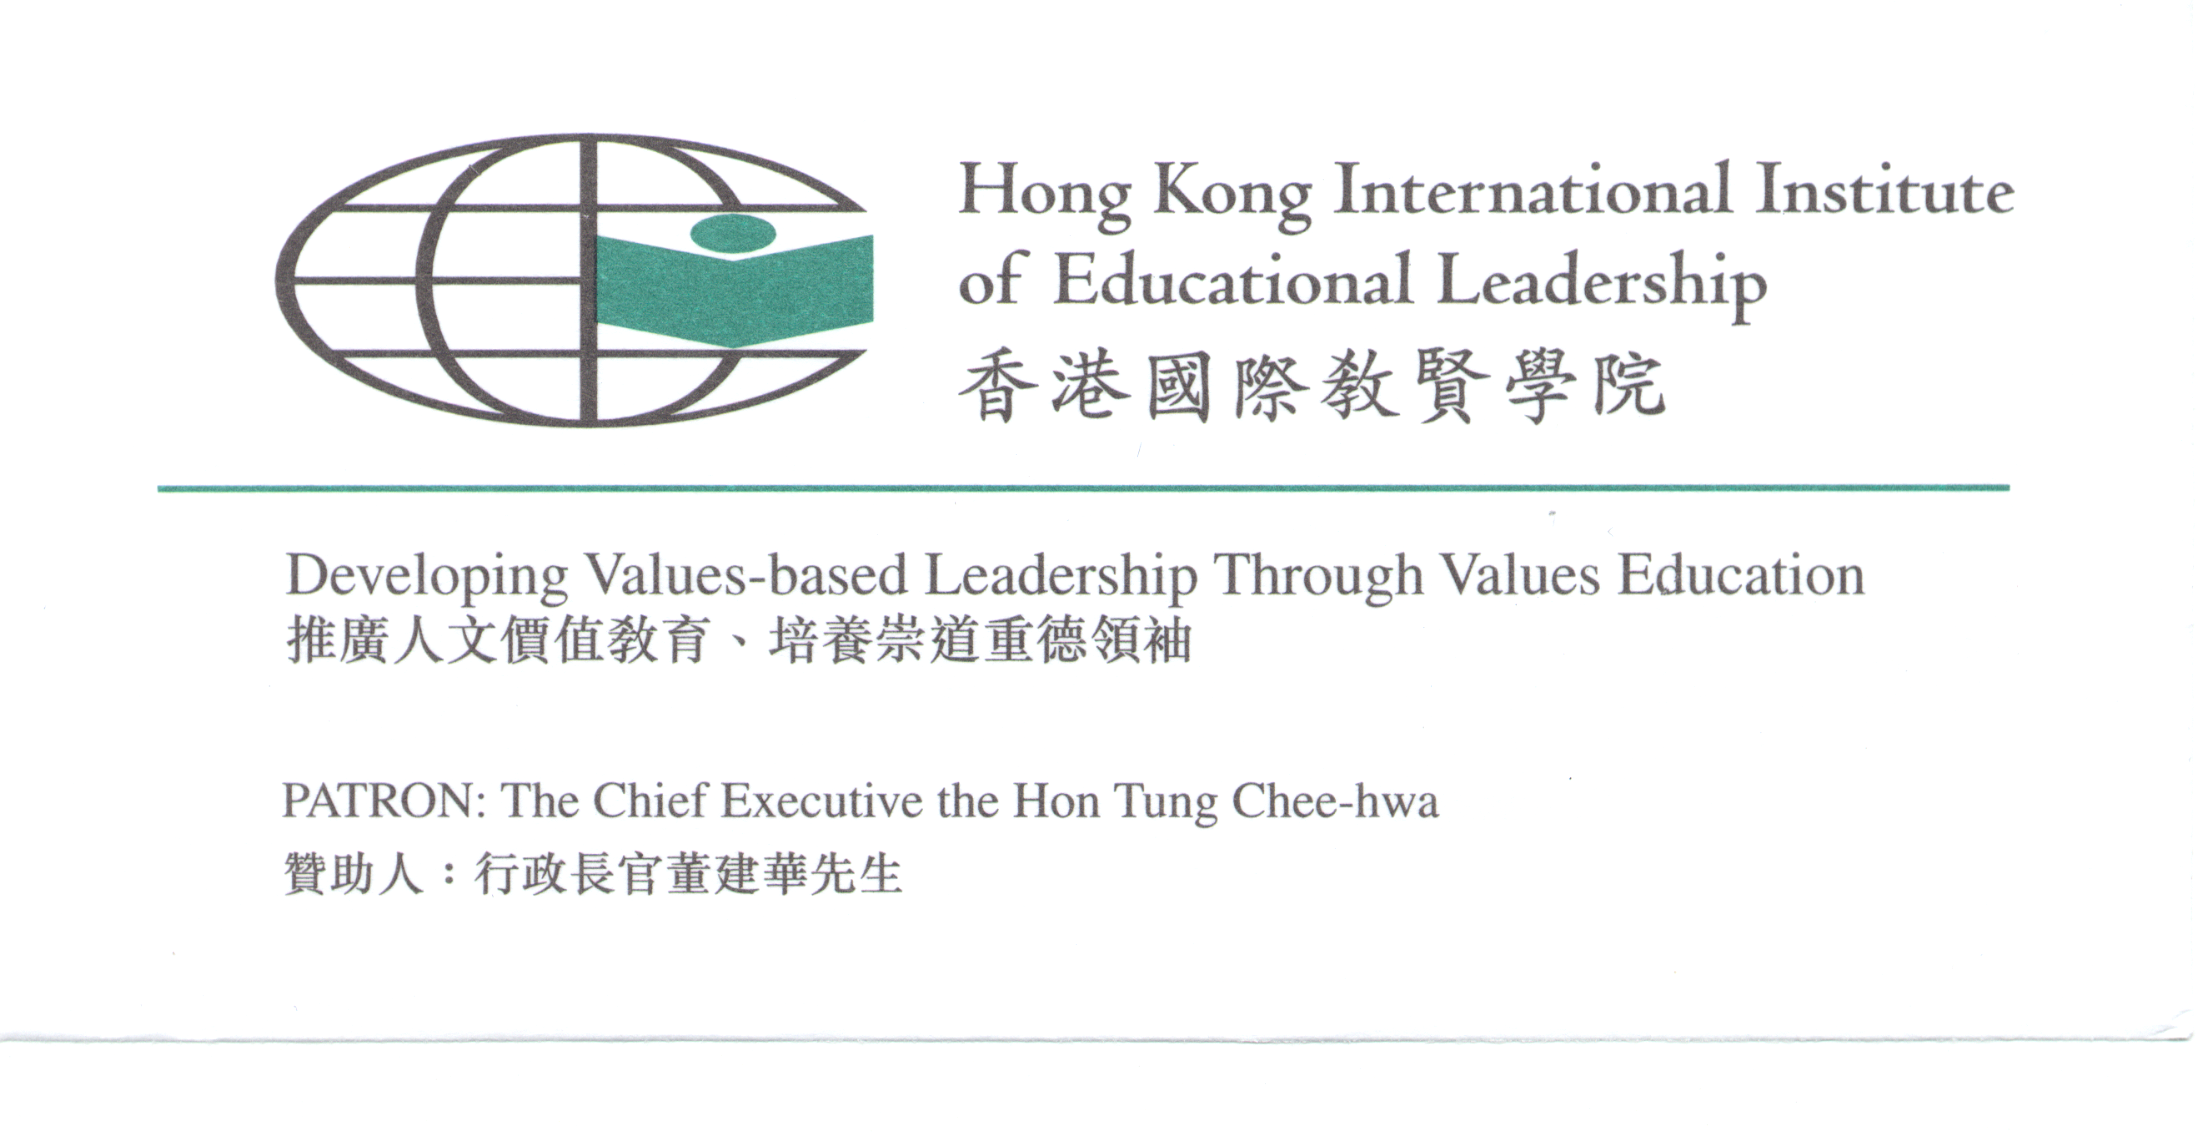 Hong Kong International Institute
of Educational Leadership
香港國際教賢學院
Developing Values-based Leadership Through Values Education
推廣人文價值教育、培養崇道重德領袖
PATRON: The Chief Executive the Hon Tung Chee-hwa
贊助人：行政長官董建華先生